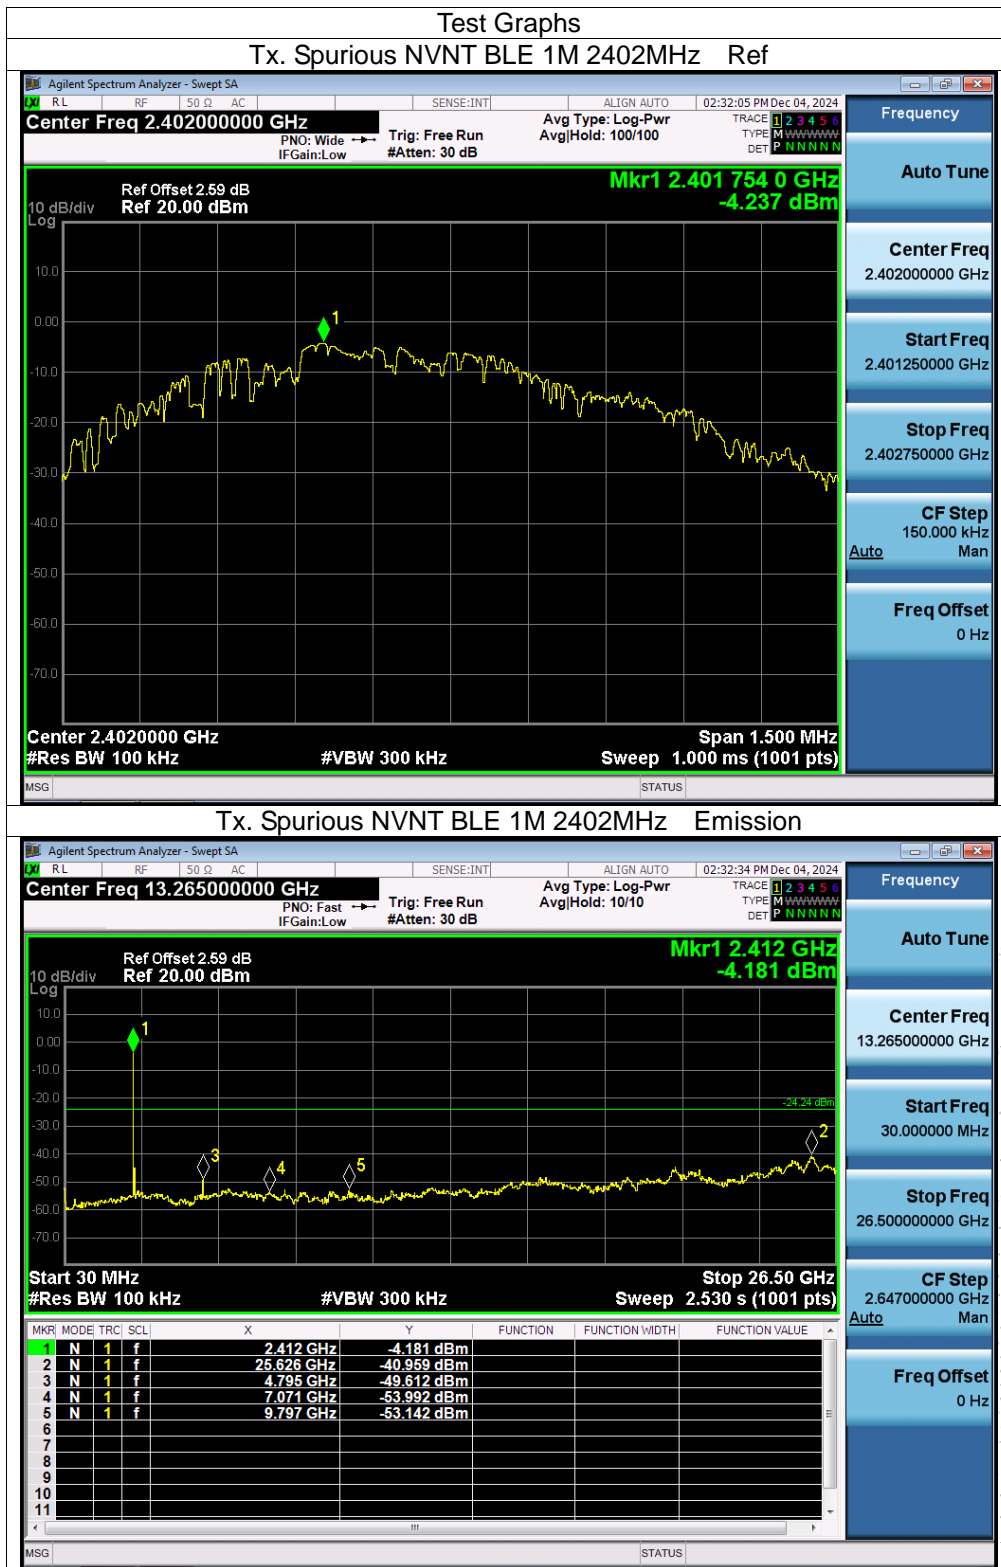 Test Graphs
Tx. Spurious NVNT BLE 1M 2402MHz Ref
Agilent Spectrum Analyzer - Swept SA
LXI RL RF 50 Ω AC SENSE:INT ALIGN AUTO 02:32:05 PM Dec 04, 2024
Center Freq 2.402000000 GHz Avg Type: Log-Pwr TRACE 1 2 3 4 5 6
PNO: Wide Trig: Free Run Avg|Hold: 100/100 TYPE M WWWWW
IFGain:Low #Atten: 30 dB DET P N N N N N
Mkr1 2.401 754 0 GHz
Ref Offset 2.59 dB
10 dB/div Ref 20.00 dBm -4.237 dBm
Log
10.0
0.00
1
-10.0
-20.0
-30.0
-40.0
-50.0
-60.0
-70.0
Center 2.4020000 GHz Span 1.500 MHz
#Res BW 100 kHz #VBW 300 kHz Sweep 1.000 ms (1001 pts)
MSG STATUS
Frequency
Auto Tune
Center Freq
2.402000000 GHz
Start Freq
2.401250000 GHz
Stop Freq
2.402750000 GHz
CF Step
150.000 kHz
Auto Man
Freq Offset
0 Hz
Tx. Spurious NVNT BLE 1M 2402MHz Emission
Agilent Spectrum Analyzer - Swept SA
LXI RL RF 50 Ω AC SENSE:INT ALIGN AUTO 02:32:34 PM Dec 04, 2024
Center Freq 13.265000000 GHz Avg Type: Log-Pwr TRACE 1 2 3 4 5 6
PNO: Fast Trig: Free Run Avg|Hold: 10/10 TYPE M WWWWW
IFGain:Low #Atten: 30 dB DET P N N N N N
Mkr1 2.412 GHz
Ref Offset 2.59 dB
10 dB/div Ref 20.00 dBm -4.181 dBm
Log
10.0
1
0.00
-10.0
-20.0
-24.24 dBm
-30.0
2
-40.0
3 4 5
-50.0
-60.0
-70.0
Start 30 MHz Stop 26.50 GHz
#Res BW 100 kHz #VBW 300 kHz Sweep 2.530 s (1001 pts)
MKR MODE TRC SCL X Y FUNCTION FUNCTION WIDTH FUNCTION VALUE
1 N 1 f 2.412 GHz -4.181 dBm
2 N 1 f 25.626 GHz -40.959 dBm
3 N 1 f 4.795 GHz -49.612 dBm
4 N 1 f 7.071 GHz -53.992 dBm
5 N 1 f 9.797 GHz -53.142 dBm
6
7
8
9
10
11
MSG STATUS
Frequency
Auto Tune
Center Freq
13.265000000 GHz
Start Freq
30.000000 MHz
Stop Freq
26.500000000 GHz
CF Step
2.647000000 GHz
Auto Man
Freq Offset
0 Hz